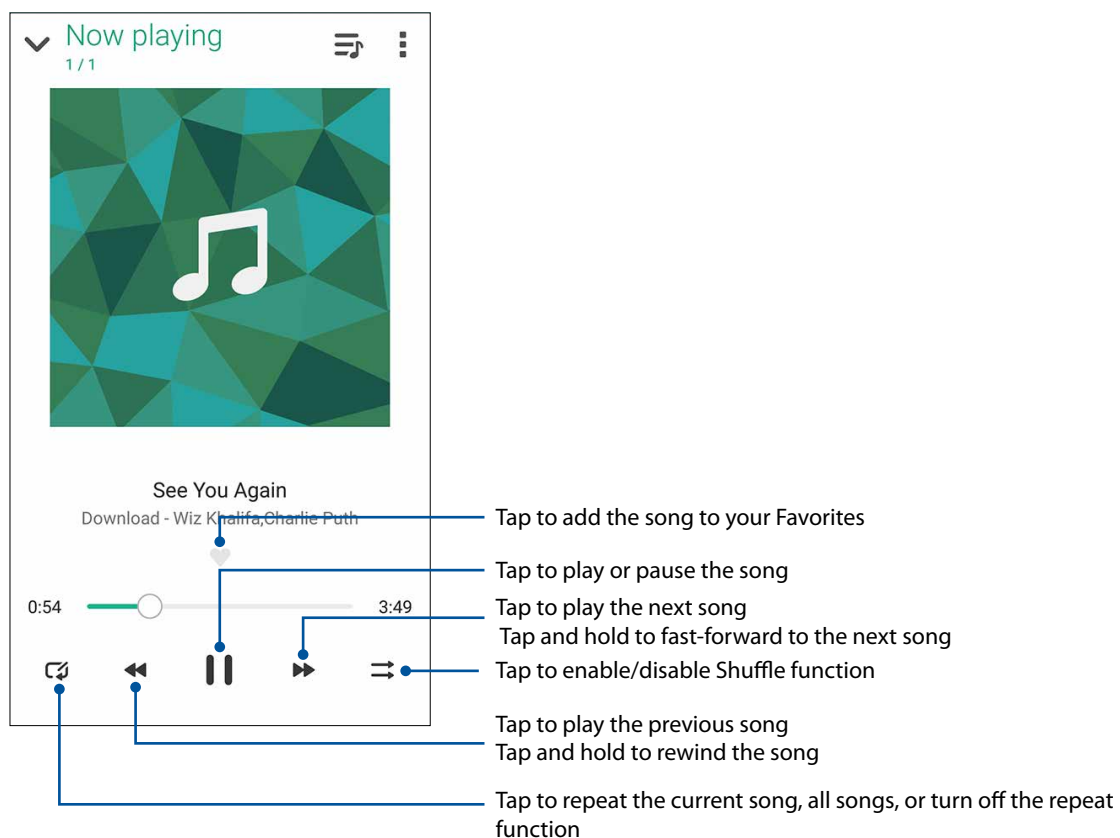 Now playing
1 / 1
See You Again
Download - Wiz Khalifa,Charlie Puth
Tap to add the song to your Favorites
Tap to play or pause the song
0:54
3:49
Tap to play the next song
Tap and hold to fast-forward to the next song
Tap to enable/disable Shuffle function
Tap to play the previous song
Tap and hold to rewind the song
Tap to repeat the current song, all songs, or turn off the repeat
function